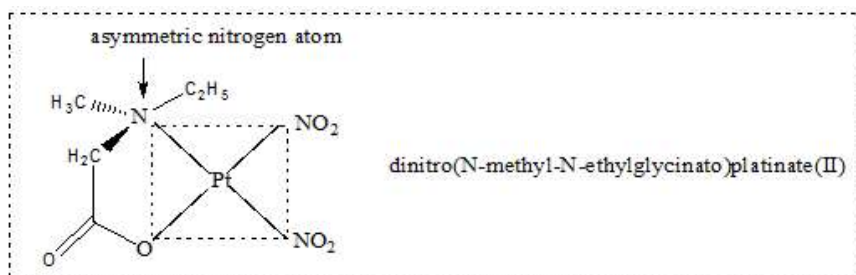 asymmetric nitrogen atom
H₃C
N
C₂H₅
NO₂
H₂C
Pt
dinitro(N-methyl-N-ethylglycinato)platinate(II)
O
O
NO₂